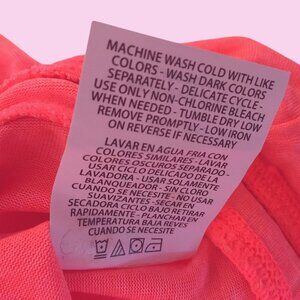 MACHINE WASH COLD WITH LIKE
COLORS - WASH DARK COLORS
SEPARATELY - DELICATE CYCLE -
USE ONLY NON-CHLORINE BLEACH
WHEN NEEDED - TUMBLE DRY LOW
REMOVE PROMPTLY - LOW IRON
ON REVERSE IF NECESSARY
LAVAR EN AGUA FRIA CON
COLORES SIMILARES - LAVAR
COLORES OSCUROS SEPARADO -
USAR CICLO DELICADO DE LA
LAVADORA - USAR SOLAMENTE
BLANQUEADOR - SIN CLORO
SI SE NECESITE - NO USAR
SUAVIZANTES - SECAR EN
SECADORA CICLO BAJO RETIRAR
RAPIDAMENTE - PLANCHAR EN
TEMPERATURA BAJA REVES
CUANDO SE NECESITE